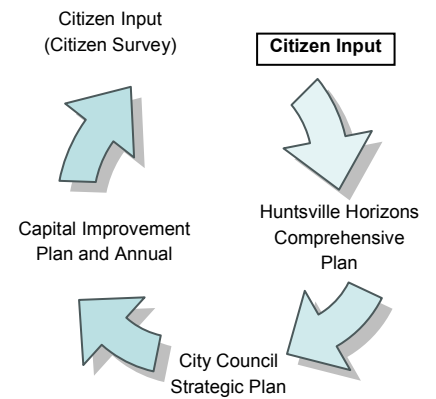 Citizen Input
(Citizen Survey)
Citizen Input
Huntsville Horizons
Comprehensive
Plan
City Council
Strategic Plan
Capital Improvement
Plan and Annual